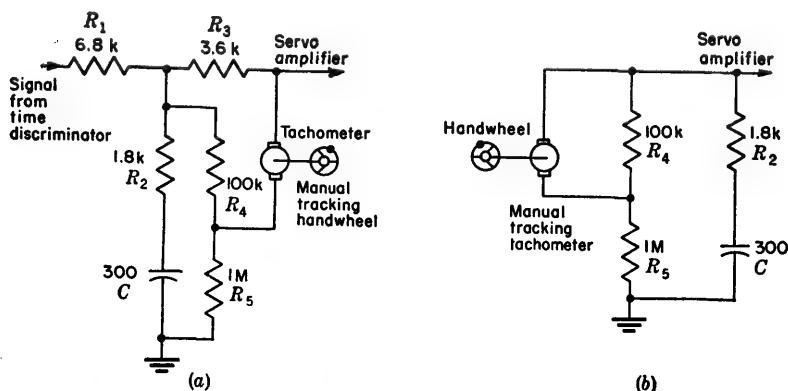 R1
6.8 k
R3
3.6 k
Servo
amplifier
Signal
from
time
discriminator
1.8k
R2
100k
R4
Tachometer
Manual
tracking
handwheel
300
C
1M
R5
(a)
Servo
amplifier
Handwheel
100k
R4
1.8k
R2
Manual
tracking
tachometer
1M
R5
300
C
(b)